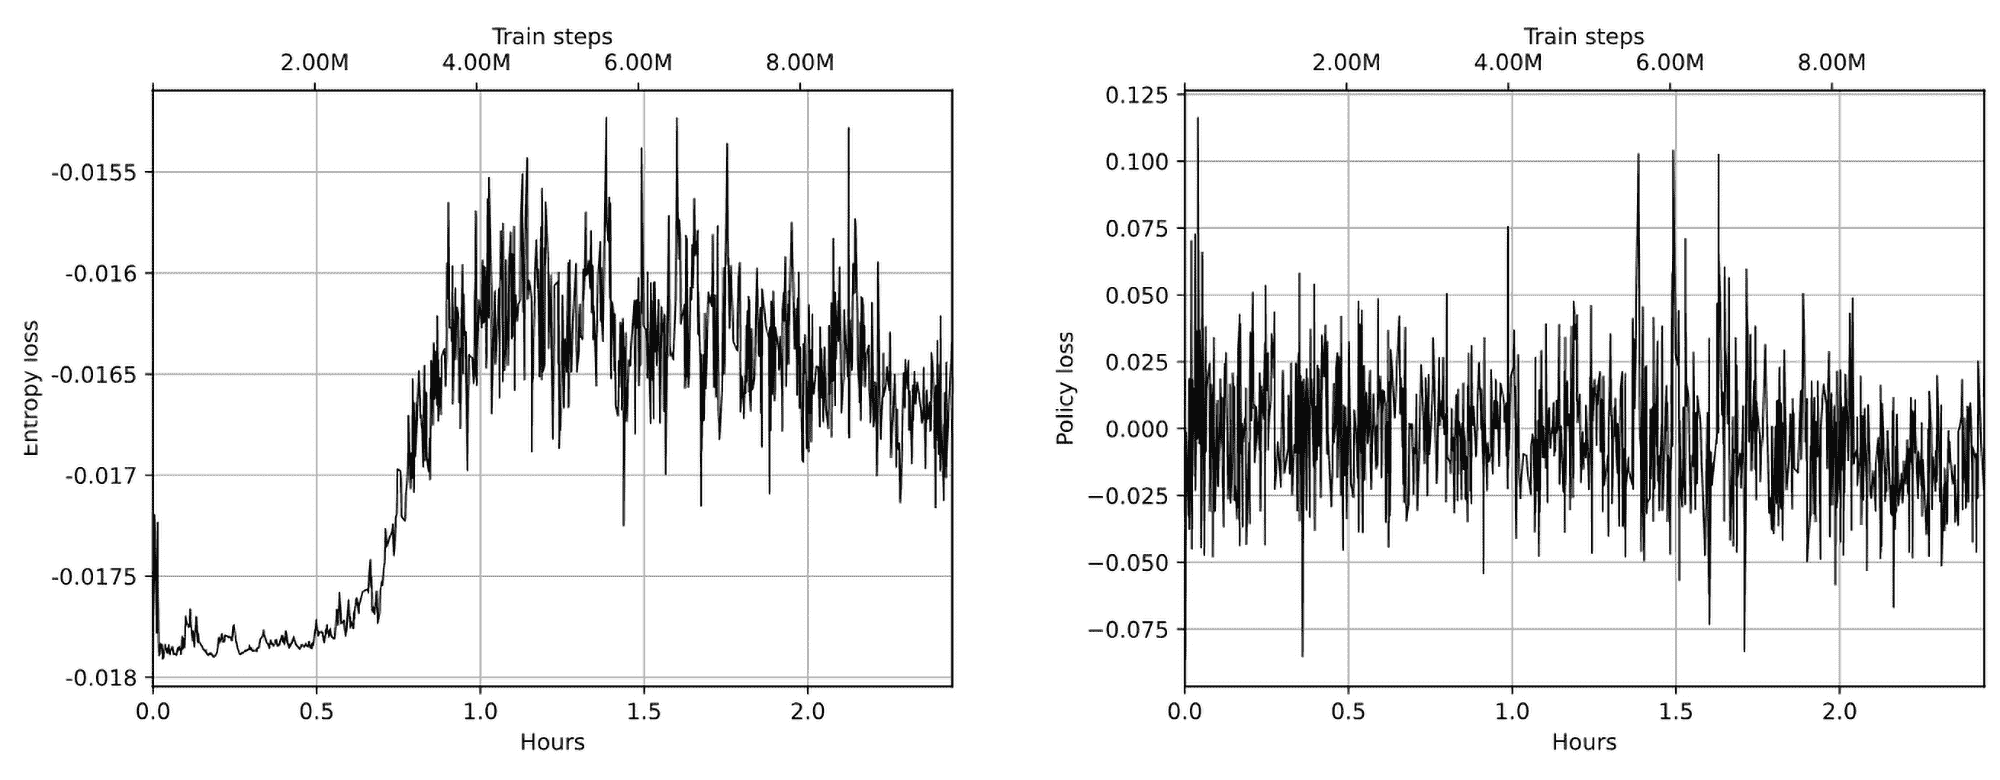 Train steps
2.00M 4.00M 6.00M 8.00M
-0.0155
-0.016
-0.0165
-0.017
-0.0175
-0.018
Entropy loss
0.0 0.5 1.0 1.5 2.0
Hours
Train steps
2.00M 4.00M 6.00M 8.00M
0.125
0.100
0.075
0.050
0.025
0.000
−0.025
−0.050
−0.075
Policy loss
0.0 0.5 1.0 1.5 2.0
Hours